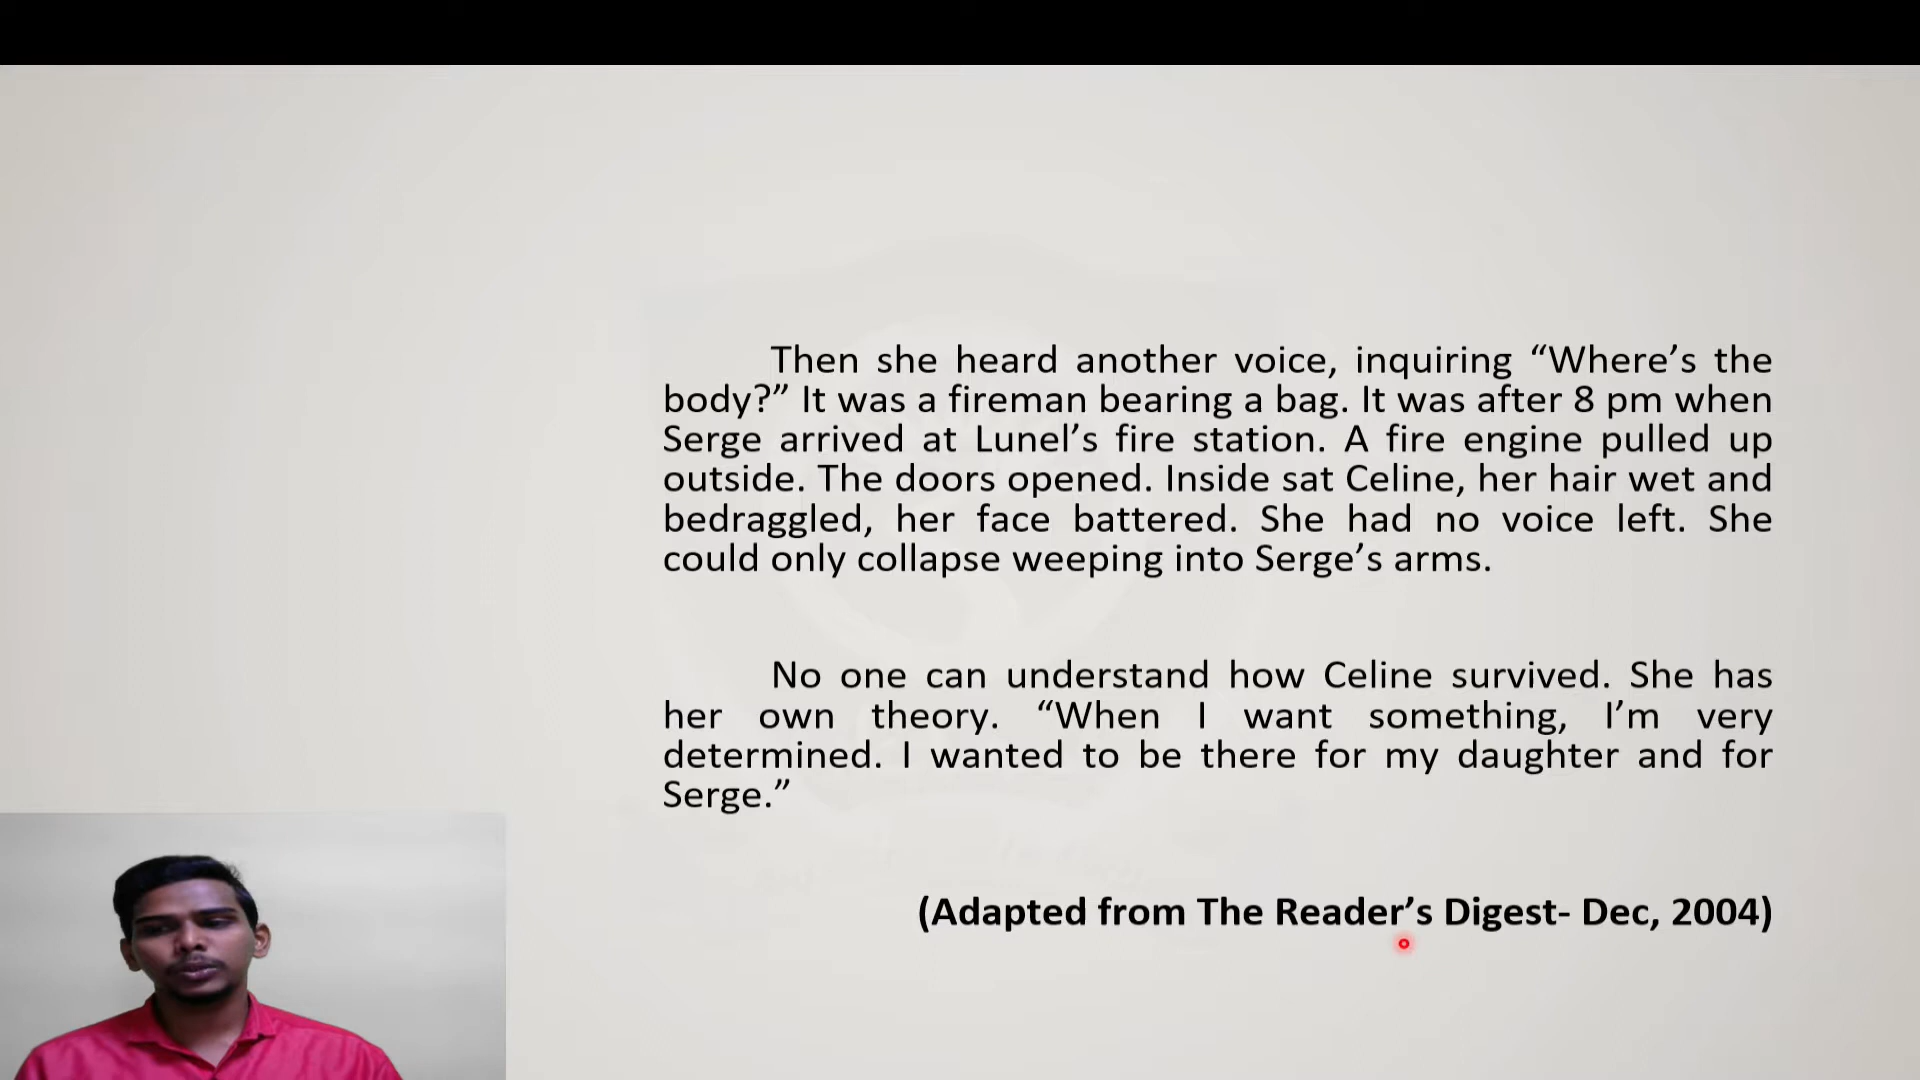 Then she heard another voice, inquiring “Where’s the
body?” It was a fireman bearing a bag. It was after 8 pm when
Serge arrived at Lunel’s fire station. A fire engine pulled up
outside. The doors opened. Inside sat Celine, her hair wet and
bedraggled, her face battered. She had no voice left. She
could only collapse weeping into Serge’s arms.
No one can understand how Celine survived. She has
her own theory. “When I want something, I’m very
determined. I wanted to be there for my daughter and for
Serge.”
(Adapted from The Reader’s Digest- Dec, 2004)